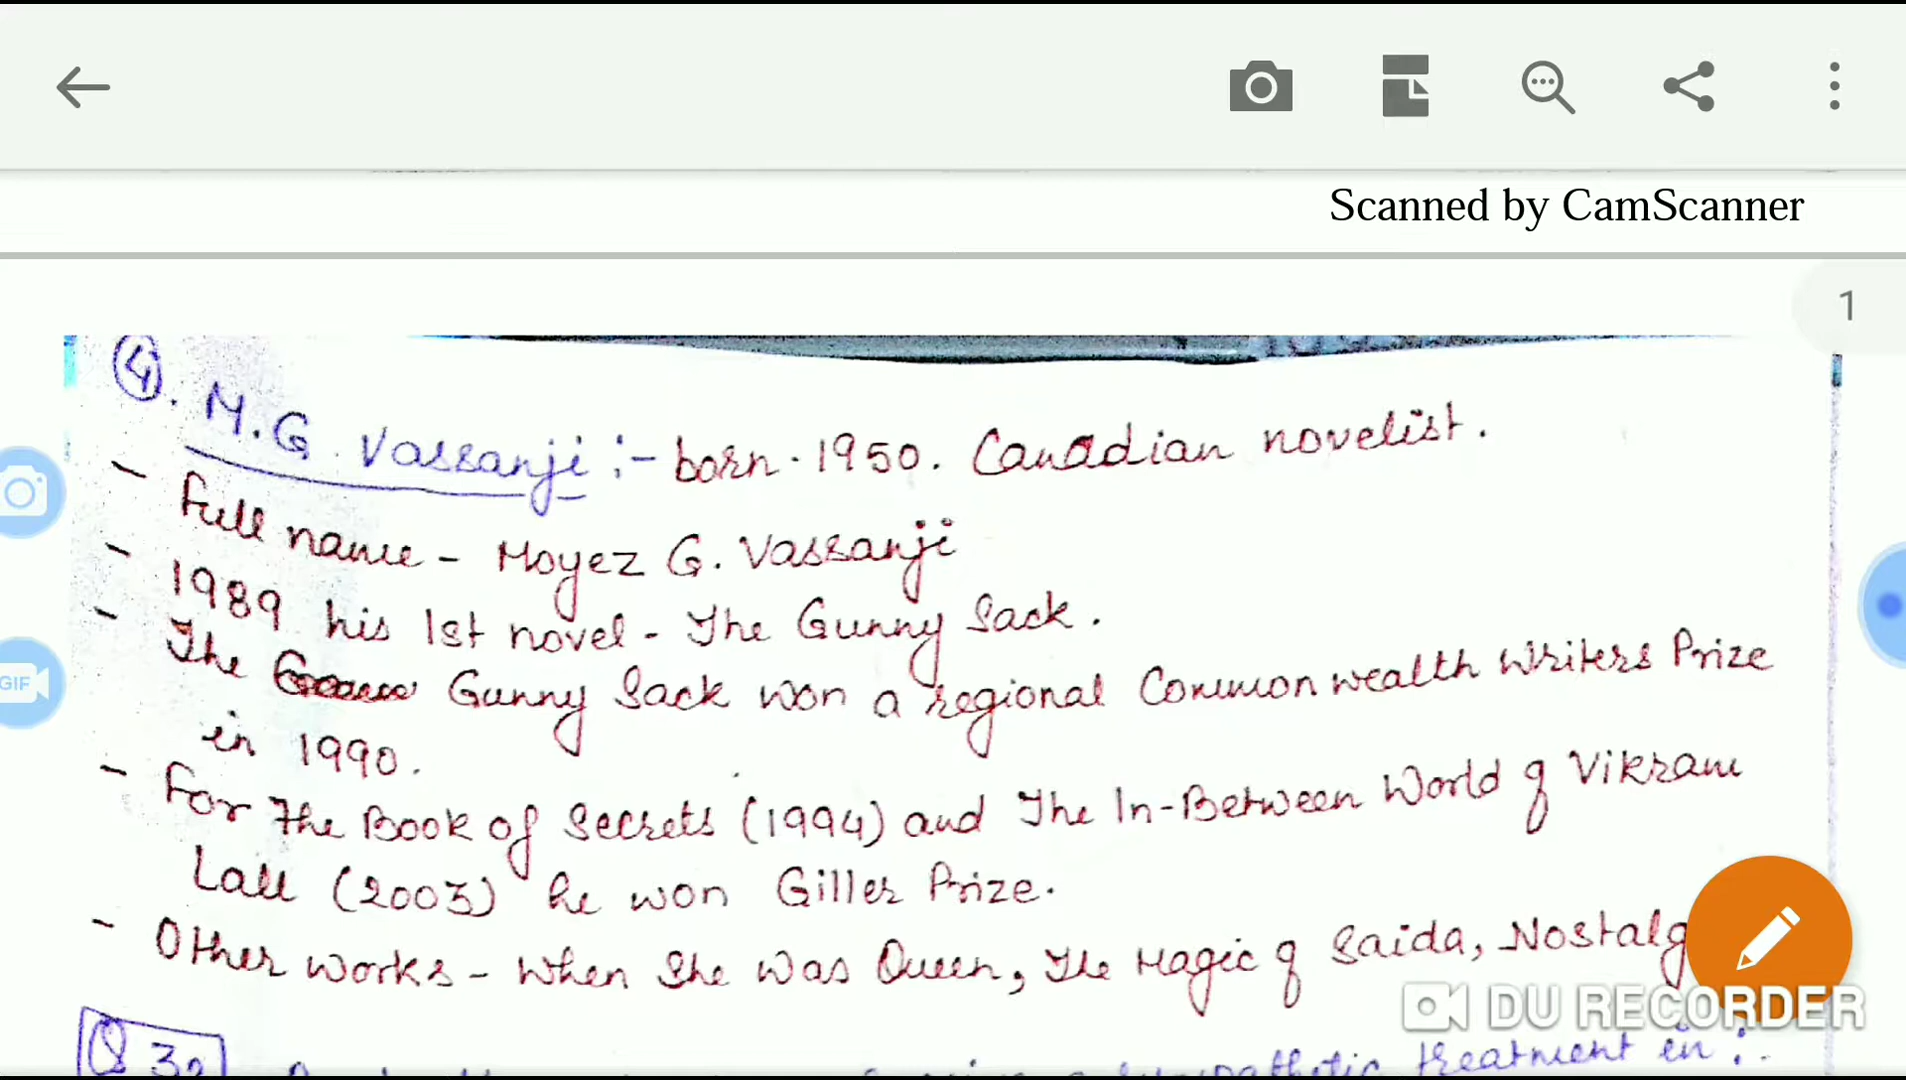 Scanned by CamScanner
1
④. M.G. Vassanji :- born - 1950. Canadian novelist.
- Full name - Moyez G. Vassanji
- 1989 his 1st novel - The Gunny Sack.
- The Gunny Sack won a regional Commonwealth Writers Prize
in 1990.
- For The Book of Secrets (1994) and The In-Between World of Vikram
Lall (2003) he won Giller Prize.
- Other works - When She Was Queen, The Magic of Saida, Nostalg
GIF
DU RECORDER
Q 32
treatment in :-